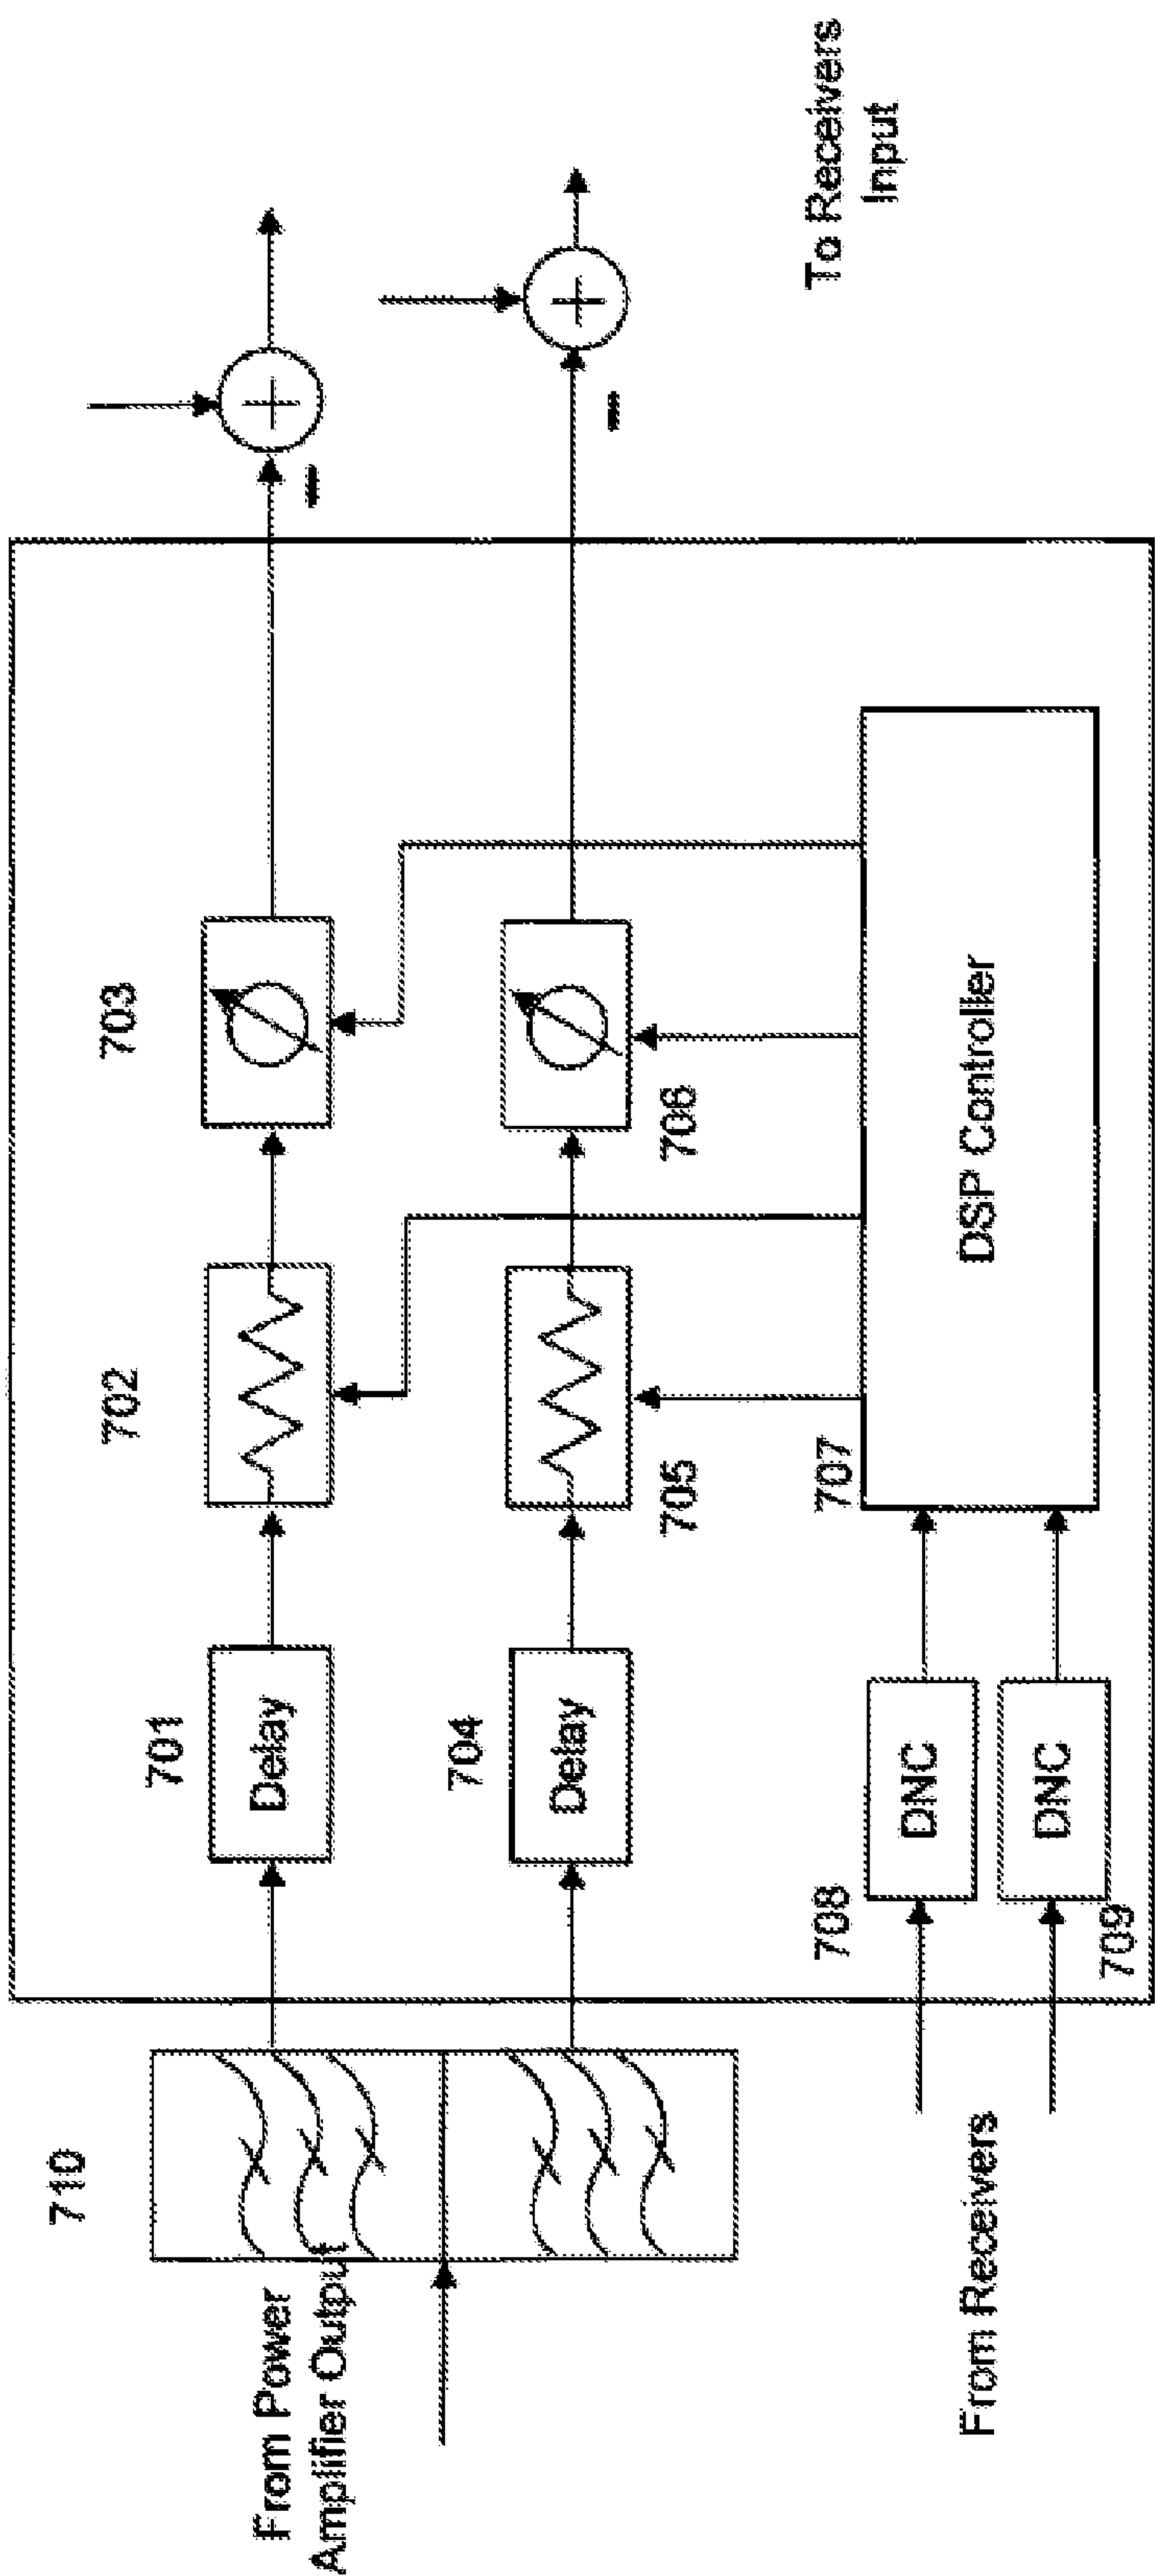 710
From Power
Amplifier Output
701
Delay
702
703
704
Delay
705
706
707
DSP Controller
708
DNC
DNC
709
From Receivers
To Receivers
Input
+
−
+
−